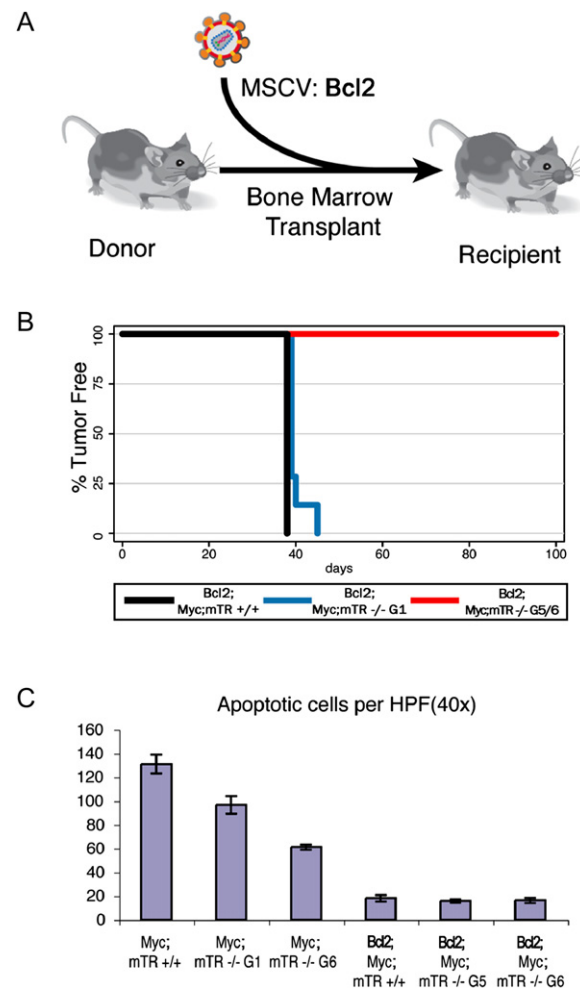 A
MSCV: Bcl2
Bone Marrow
Transplant
Donor
Recipient
B
% Tumor Free
100
75
50
25
0
0 20 40 60 80 100
days
Bcl2;
Myc;mTR +/+
Bcl2;
Myc;mTR -/- G1
Bcl2;
Myc;mTR -/- G5/6
C
Apoptotic cells per HPF(40x)
160
140
120
100
80
60
40
20
0
Myc;
mTR +/+
Myc;
mTR -/- G1
Myc;
mTR -/- G6
Bcl2;
Myc;
mTR +/+
Bcl2;
Myc;
mTR -/- G5
Bcl2;
Myc;
mTR -/- G6